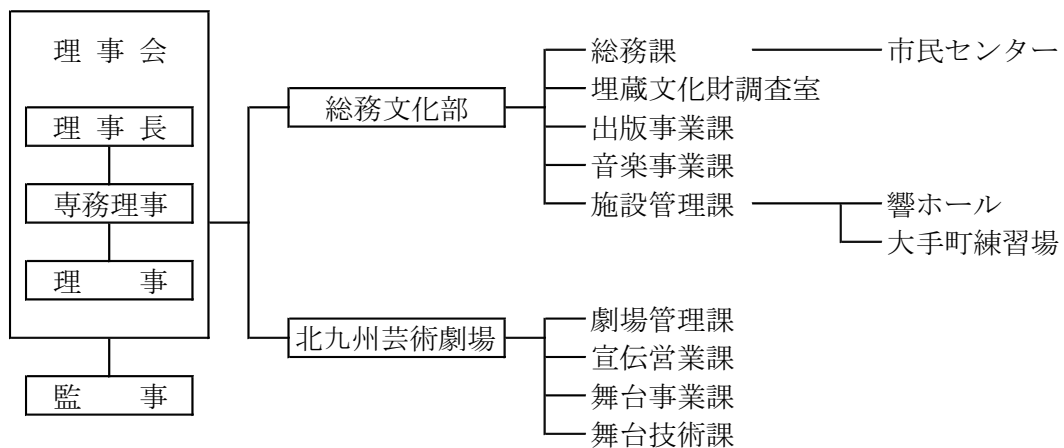 理事会
理事長
専務理事
理事
監事
総務文化部
総務課
市民センター
埋蔵文化財調査室
出版事業課
音楽事業課
施設管理課
響ホール
大手町練習場
北九州芸術劇場
劇場管理課
宣伝営業課
舞台事業課
舞台技術課